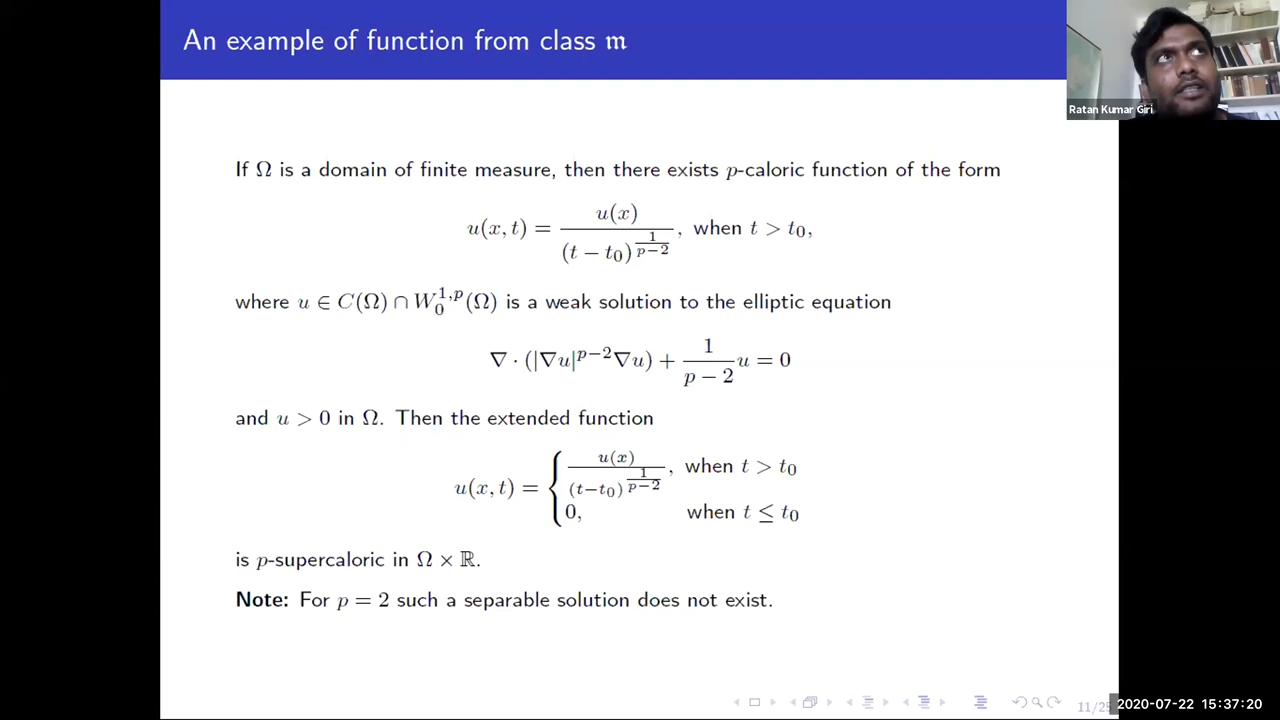 An example of function from class 𝔪
Ratan Kumar Giri
If Ω is a domain of finite measure, then there exists p-caloric function of the form
u(x, t) = u(x) / (t − t₀)^{1/(p−2)}, when t > t₀,
where u ∈ C(Ω) ∩ W₀^{1,p}(Ω) is a weak solution to the elliptic equation
∇ · (|∇u|^{p−2}∇u) + 1/(p − 2) u = 0
and u > 0 in Ω. Then the extended function
u(x, t) = { u(x) / (t−t₀)^{1/(p−2)}, when t > t₀
0, when t ≤ t₀
is p-supercaloric in Ω × ℝ.
Note: For p = 2 such a separable solution does not exist.
2020-07-22 15:37:20